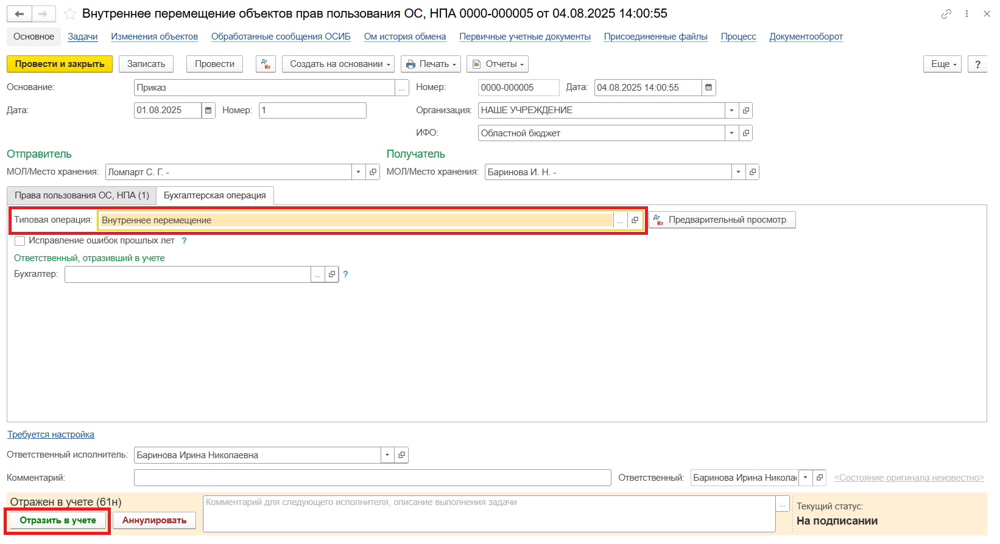 Внутреннее перемещение объектов прав пользования ОС, НПА 0000-000005 от 04.08.2025 14:00:55
Основное Задачи Изменения объектов Обработанные сообщения ОСИБ Ом история обмена Первичные учетные документы Присоединенные файлы Процесс Документооборот
Провести и закрыть Записать Провести Дт Кт Создать на основании Печать Отчеты Еще ?
Основание: Приказ ... Номер: 0000-000005 Дата: 04.08.2025 14:00:55
Дата: 01.08.2025 Номер: 1 Организация: НАШЕ УЧРЕЖДЕНИЕ
ИФО: Областной бюджет
Отправитель Получатель
МОЛ/Место хранения: Ломпарт С. Г. - МОЛ/Место хранения: Баринова И. Н. -
Права пользования ОС, НПА (1) Бухгалтерская операция
Типовая операция: Внутреннее перемещение ... Дт Кт Предварительный просмотр
Исправление ошибок прошлых лет ?
Ответственный, отразивший в учете
Бухгалтер: ... ?
Требуется настройка
Ответственный исполнитель: Баринова Ирина Николаевна
Комментарий: Ответственный: Баринова Ирина Никола <Состояние оригинала неизвестно>
Отражен в учете (61н) Комментарий для следующего исполнителя, описание выполнения задачи ... Текущий статус:
Отразить в учете Аннулировать На подписании